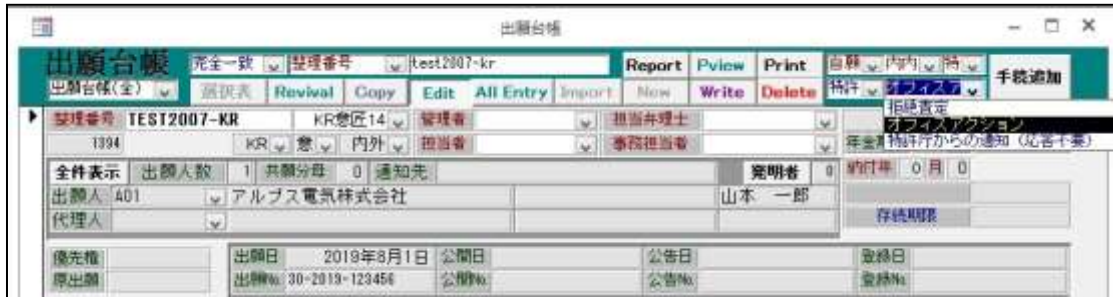 出願台帳
出願台帳 完全一致 整理番号 test2007-kr Report Pview Print 自願 内内 特 手続追加
出願台帳(全) 選択表 Revival Copy Edit All Entry Import New Write Delete 特許 オフィスア
拒絶査定
オフィスアクション
特許庁からの通知（応答不要）
整理番号 TEST2007-KR KR意匠14 管理者 担当弁理士
1394 KR 意 内外 担当者 事務担当者 年金
全件表示 出願人数 1 共願分母 0 通知先 発明者 0 納付年 0 月 0
出願人 A01 アルプス電気株式会社 山本 一郎
代理人 存続期限
優先権 出願日 2019年8月1日 公開日 公告日 登録日
原出願 出願No. 30-2019-123456 公開No. 公告No. 登録No.